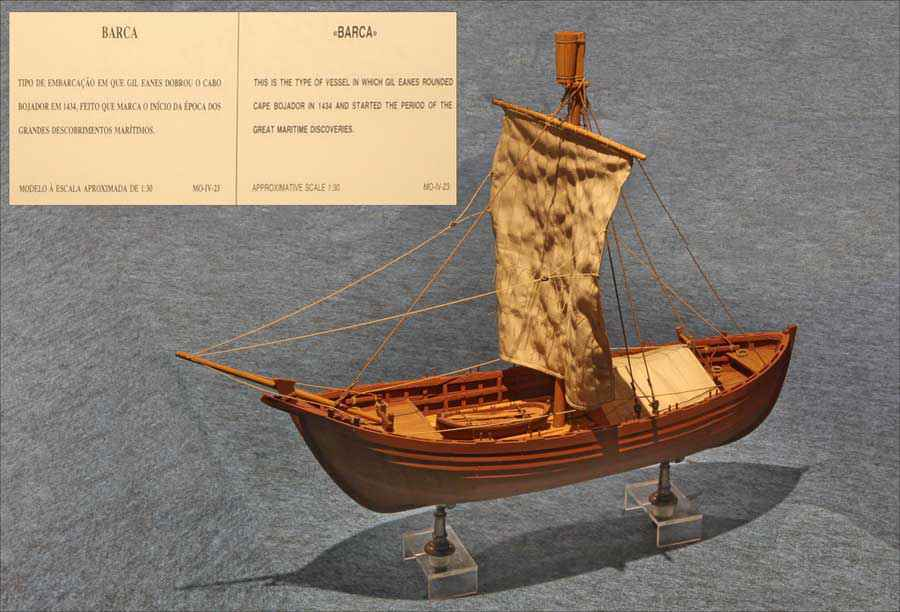 BARCA
TIPO DE EMBARCAÇÃO EM QUE GIL EANES DOBROU O CABO
BOJADOR EM 1434, FEITO QUE MARCA O INÍCIO DA ÉPOCA DOS
GRANDES DESCOBRIMENTOS MARÍTIMOS.
MODELO À ESCALA APROXIMADA DE 1:30 MO-IV-23
«BARCA»
THIS IS THE TYPE OF VESSEL IN WHICH GIL EANES ROUNDED
CAPE BOJADOR IN 1434 AND STARTED THE PERIOD OF THE
GREAT MARITIME DISCOVERIES.
APPROXIMATIVE SCALE 1:30 MO-IV-23